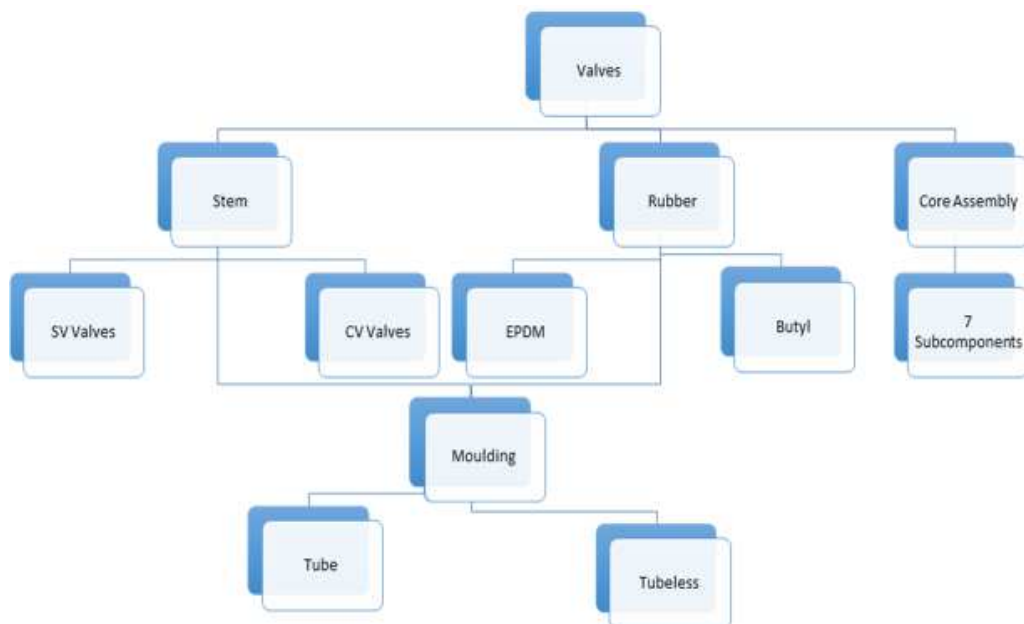 Valves
Stem
Rubber
Core Assembly
SV Valves
CV Valves
EPDM
Butyl
7
Subcomponents
Moulding
Tube
Tubeless